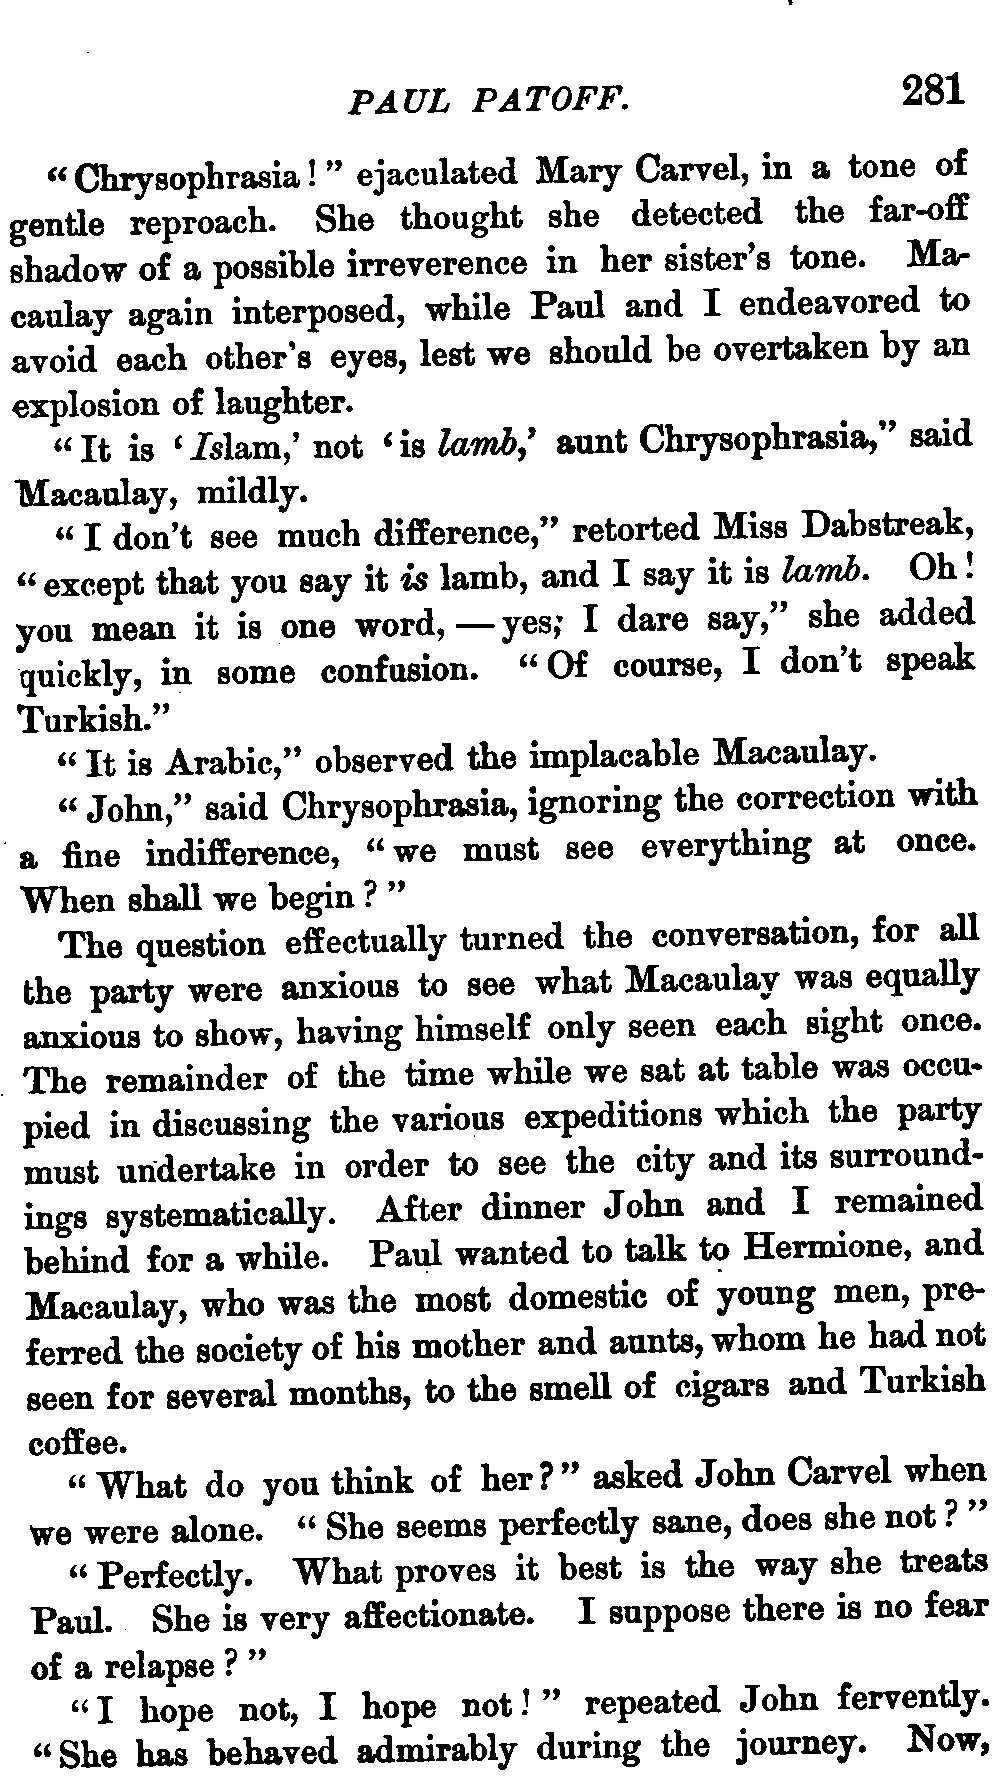 PAUL PATOFF. 281
“Chrysophrasia!” ejaculated Mary Carvel, in a tone of
gentle reproach. She thought she detected the far-off
shadow of a possible irreverence in her sister's tone. Ma-
caulay again interposed, while Paul and I endeavored to
avoid each other's eyes, lest we should be overtaken by an
explosion of laughter.
“It is ‘Islam,’ not ‘is lamb,’ aunt Chrysophrasia,” said
Macaulay, mildly.
“I don't see much difference,” retorted Miss Dabstreak,
“except that you say it is lamb, and I say it is lamb. Oh!
you mean it is one word, — yes; I dare say,” she added
quickly, in some confusion. “Of course, I don't speak
Turkish.”
“It is Arabic,” observed the implacable Macaulay.
“John,” said Chrysophrasia, ignoring the correction with
a fine indifference, “we must see everything at once.
When shall we begin?”
The question effectually turned the conversation, for all
the party were anxious to see what Macaulay was equally
anxious to show, having himself only seen each sight once.
The remainder of the time while we sat at table was occu-
pied in discussing the various expeditions which the party
must undertake in order to see the city and its surround-
ings systematically. After dinner John and I remained
behind for a while. Paul wanted to talk to Hermione, and
Macaulay, who was the most domestic of young men, pre-
ferred the society of his mother and aunts, whom he had not
seen for several months, to the smell of cigars and Turkish
coffee.
“What do you think of her?” asked John Carvel when
we were alone. “She seems perfectly sane, does she not?”
“Perfectly. What proves it best is the way she treats
Paul. She is very affectionate. I suppose there is no fear
of a relapse?”
“I hope not, I hope not!” repeated John fervently.
“She has behaved admirably during the journey. Now,